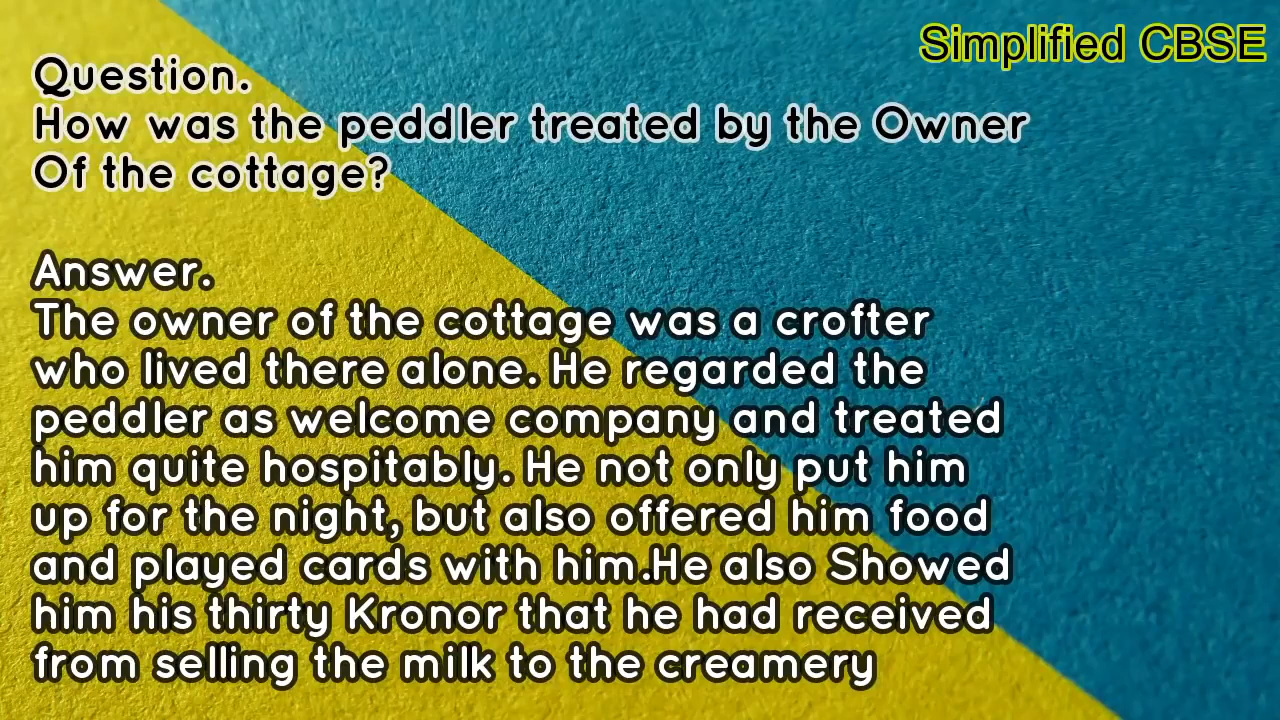 Simplified CBSE
Question.
How was the peddler treated by the Owner
Of the cottage?
Answer.
The owner of the cottage was a crofter
who lived there alone. He regarded the
peddler as welcome company and treated
him quite hospitably. He not only put him
up for the night, but also offered him food
and played cards with him.He also Showed
him his thirty Kronor that he had received
from selling the milk to the creamery